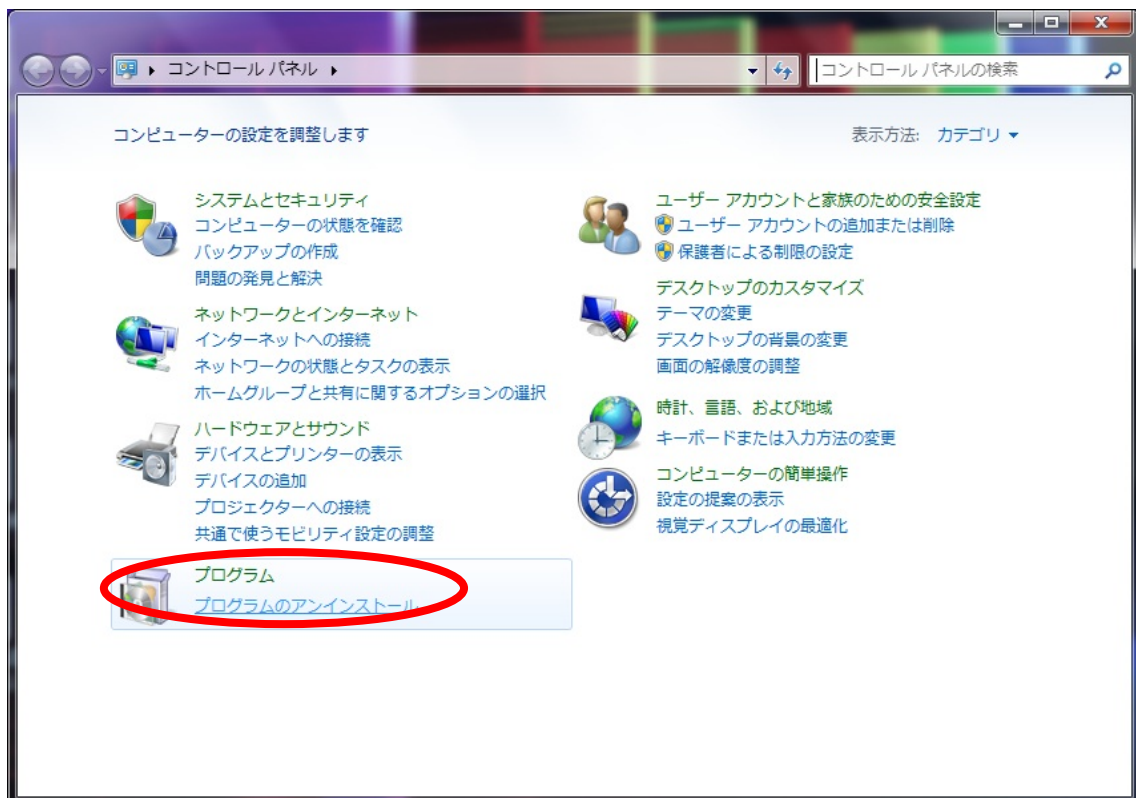 コントロール パネル
コントロール パネルの検索
コンピューターの設定を調整します
表示方法: カテゴリ
システムとセキュリティ
コンピューターの状態を確認
バックアップの作成
問題の発見と解決
ネットワークとインターネット
インターネットへの接続
ネットワークの状態とタスクの表示
ホームグループと共有に関するオプションの選択
ハードウェアとサウンド
デバイスとプリンターの表示
デバイスの追加
プロジェクターへの接続
共通で使うモビリティ設定の調整
プログラム
プログラムのアンインストール
ユーザー アカウントと家族のための安全設定
ユーザー アカウントの追加または削除
保護者による制限の設定
デスクトップのカスタマイズ
テーマの変更
デスクトップの背景の変更
画面の解像度の調整
時計、言語、および地域
キーボードまたは入力方法の変更
コンピューターの簡単操作
設定の提案の表示
視覚ディスプレイの最適化